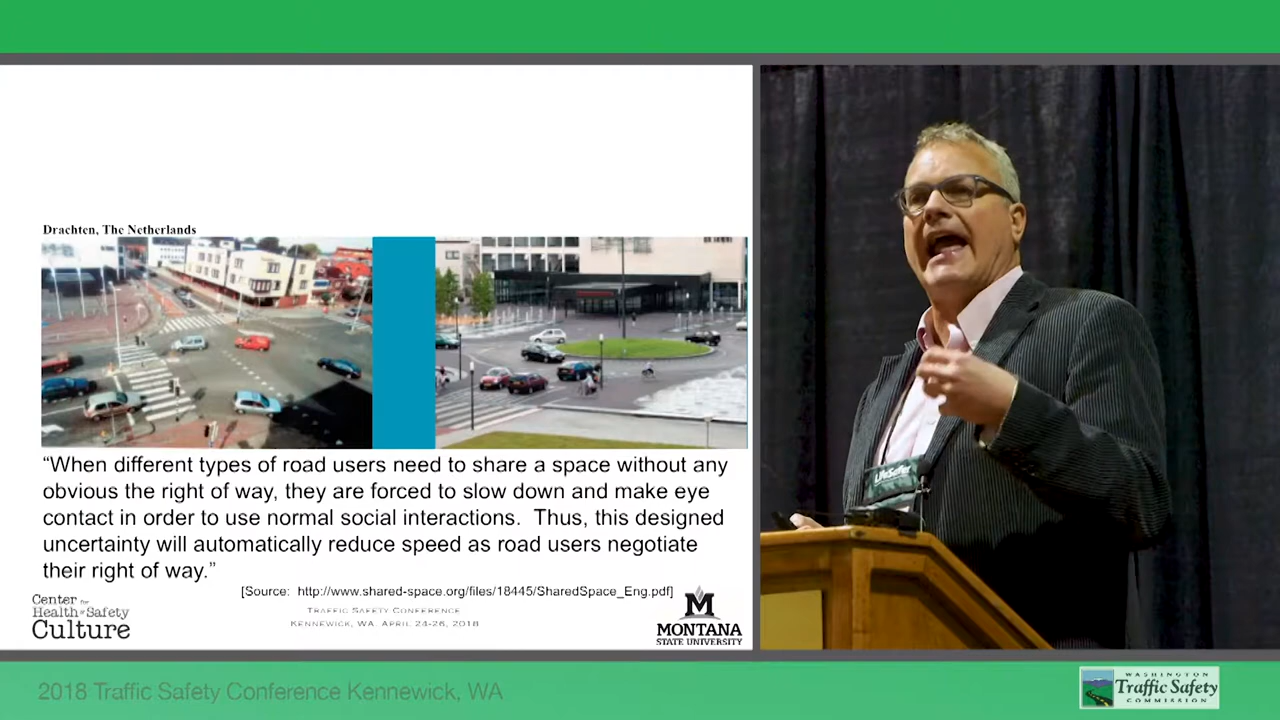 Drachten, The Netherlands
“When different types of road users need to share a space without any
obvious the right of way, they are forced to slow down and make eye
contact in order to use normal social interactions.  Thus, this designed
uncertainty will automatically reduce speed as road users negotiate
their right of way.”
[Source:  http://www.shared-space.org/files/18445/SharedSpace_Eng.pdf]
Center For
Health & Safety
Culture
Traffic Safety Conference
Kennewick, WA. April 24-26, 2018
M
MONTANA
STATE UNIVERSITY
LifeSafer
2018 Traffic Safety Conference Kennewick, WA
WASHINGTON
Traffic Safety
COMMISSION